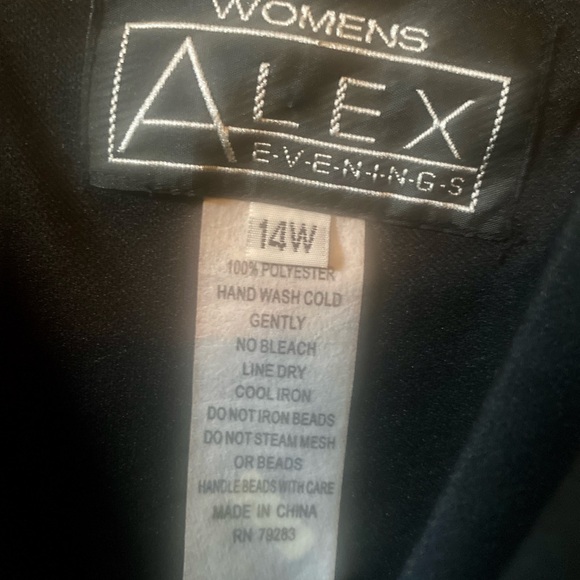 WOMENS
ALEX
E-V-E-N-I-N-G-S
14W
100% POLYESTER
HAND WASH COLD
GENTLY
NO BLEACH
LINE DRY
COOL IRON
DO NOT IRON BEADS
DO NOT STEAM MESH
OR BEADS
HANDLE BEADS WITH CARE
MADE IN CHINA
RN 79283